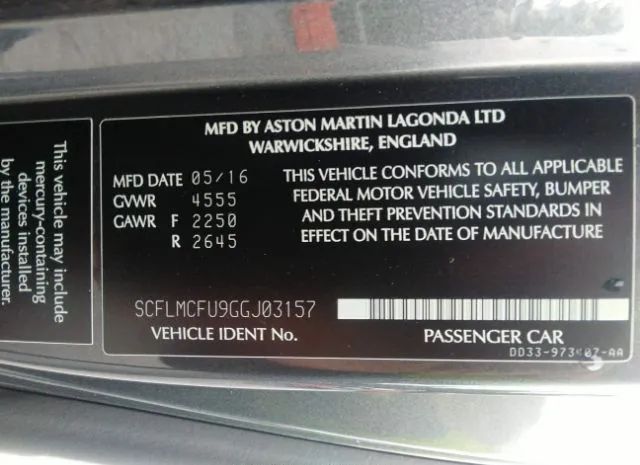 MFD BY ASTON MARTIN LAGONDA LTD
WARWICKSHIRE, ENGLAND
MFD DATE 05/16
GVWR 4555
GAWR F 2250
R 2645
THIS VEHICLE CONFORMS TO ALL APPLICABLE
FEDERAL MOTOR VEHICLE SAFETY, BUMPER
AND THEFT PREVENTION STANDARDS IN
EFFECT ON THE DATE OF MANUFACTURE
SCFLMCFU9GGJ03157
VEHICLE IDENT No.
PASSENGER CAR
This vehicle may include
mercury-containing
devices installed
by the manufacturer.